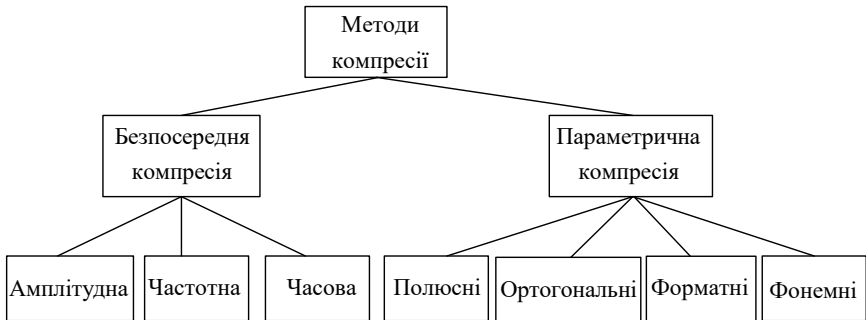 Методи
компресії
Безпосередня
компресія
Параметрична
компресія
Амплітудна
Частотна
Часова
Полюсні
Ортогональні
Форматні
Фонемні